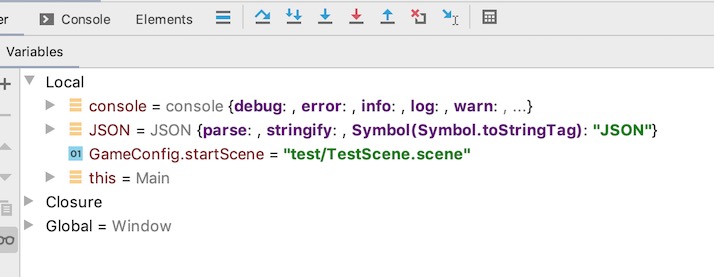 er Console Elements
Variables
Local
console = console {debug: , error: , info: , log: , warn: , ...}
JSON = JSON {parse: , stringify: , Symbol(Symbol.toStringTag): "JSON"}
01 GameConfig.startScene = "test/TestScene.scene"
this = Main
Closure
Global = Window